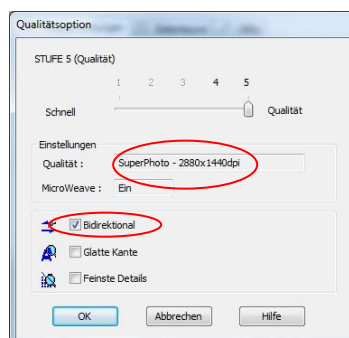 Qualitätsoption
STUFE 5 (Qualität)
1 2 3 4 5
Schnell Qualität
Einstellungen
Qualität : SuperPhoto - 2880x1440dpi
MicroWeave : Ein
Bidirektional
Glatte Kante
Feinste Details
OK Abbrechen Hilfe